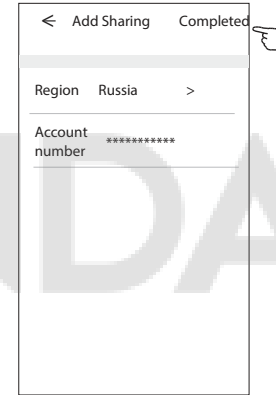 ← Add Sharing Completed
Region Russia >
Account
number ***********